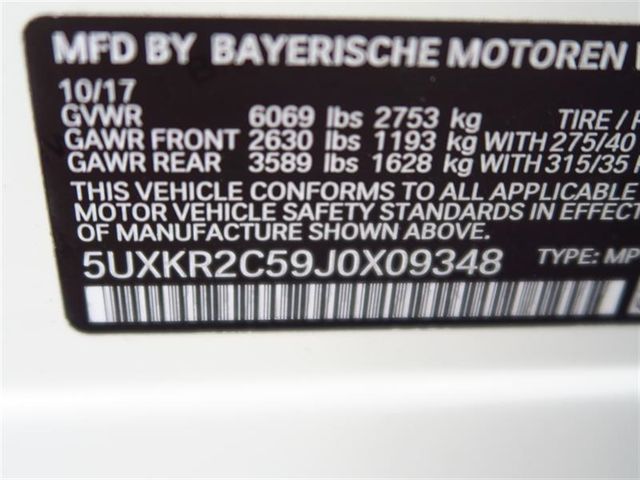 MFD BY BAYERISCHE MOTOREN
10/17
GVWR 6069 lbs 2753 kg TIRE /
GAWR FRONT 2630 lbs 1193 kg WITH 275/40
GAWR REAR 3589 lbs 1628 kg WITH 315/35
THIS VEHICLE CONFORMS TO ALL APPLICABLE
MOTOR VEHICLE SAFETY STANDARDS IN EFFECT
OF MANUFACTURE SHOWN ABOVE.
5UXKR2C59J0X09348 TYPE: MP